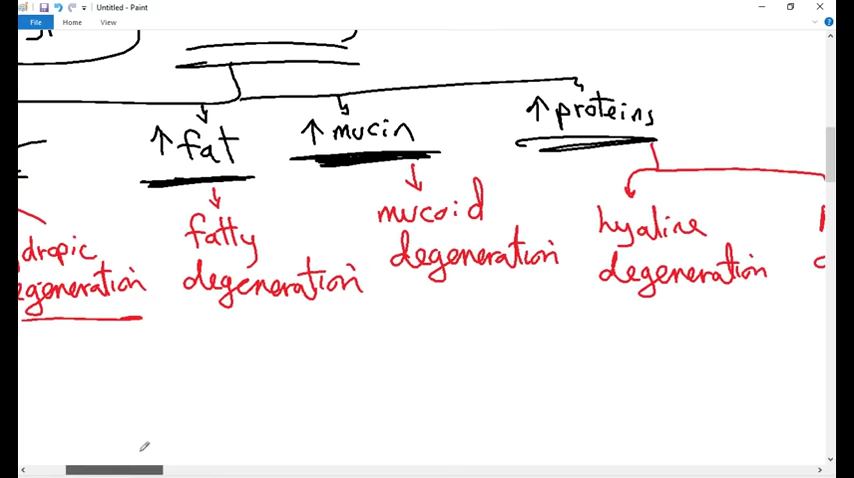 Untitled - Paint
File Home View
↑ fat ↑ mucin ↑ proteins
fatty
degeneration
mucoid
degeneration
hyaline
degeneration
dropic
egeneration